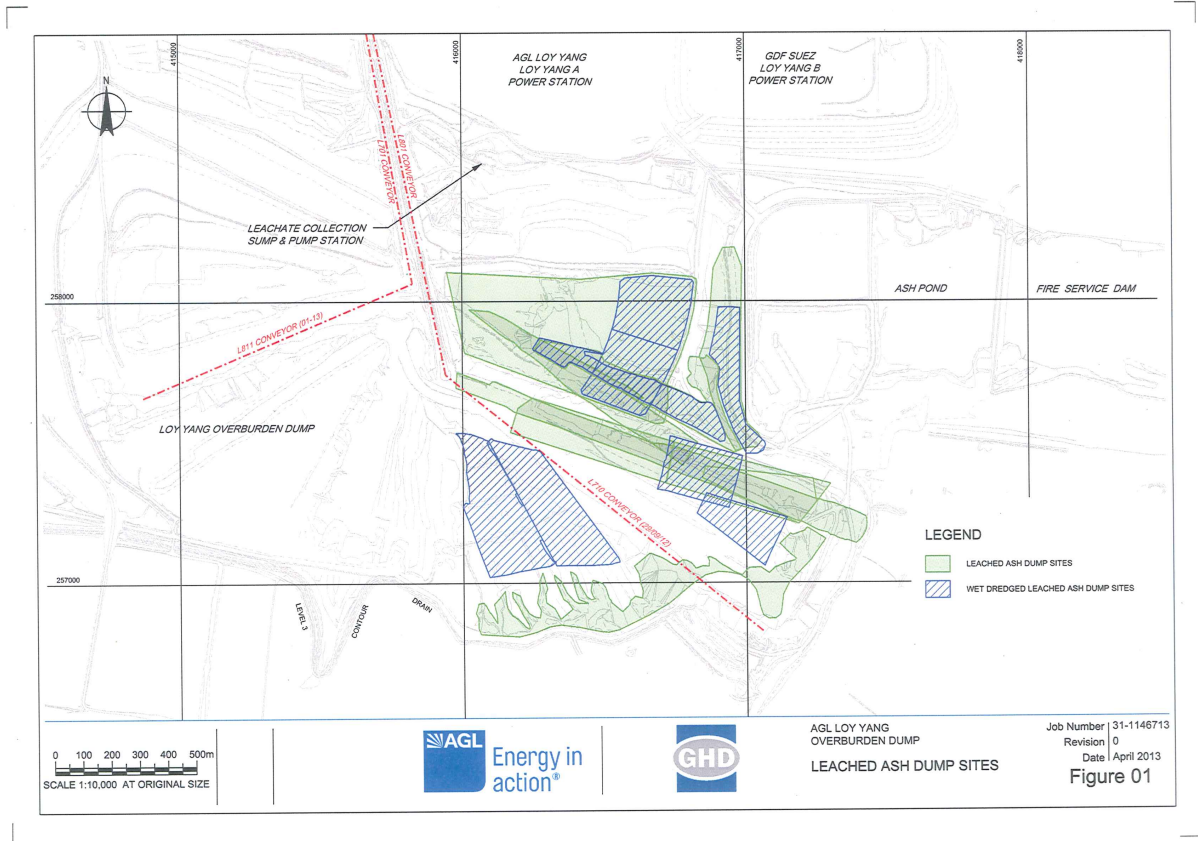 415000
416000
417000
418000
AGL LOY YANG
LOY YANG A
POWER STATION
GDF SUEZ
LOY YANG B
POWER STATION
N
L801 CONVEYOR
L701 CONVEYOR
LEACHATE COLLECTION
SUMP & PUMP STATION
258000
ASH POND
FIRE SERVICE DAM
L811 CONVEYOR (01-13)
LOY YANG OVERBURDEN DUMP
L710 CONVEYOR (29/08/12)
LEGEND
LEACHED ASH DUMP SITES
WET DREDGED LEACHED ASH DUMP SITES
257000
LEVEL 3
CONTOUR
DRAIN
0 100 200 300 400 500m
SCALE 1:10,000 AT ORIGINAL SIZE
AGL
Energy in
action®
GHD
AGL LOY YANG
OVERBURDEN DUMP
LEACHED ASH DUMP SITES
Job Number 31-1146713
Revision 0
Date April 2013
Figure 01